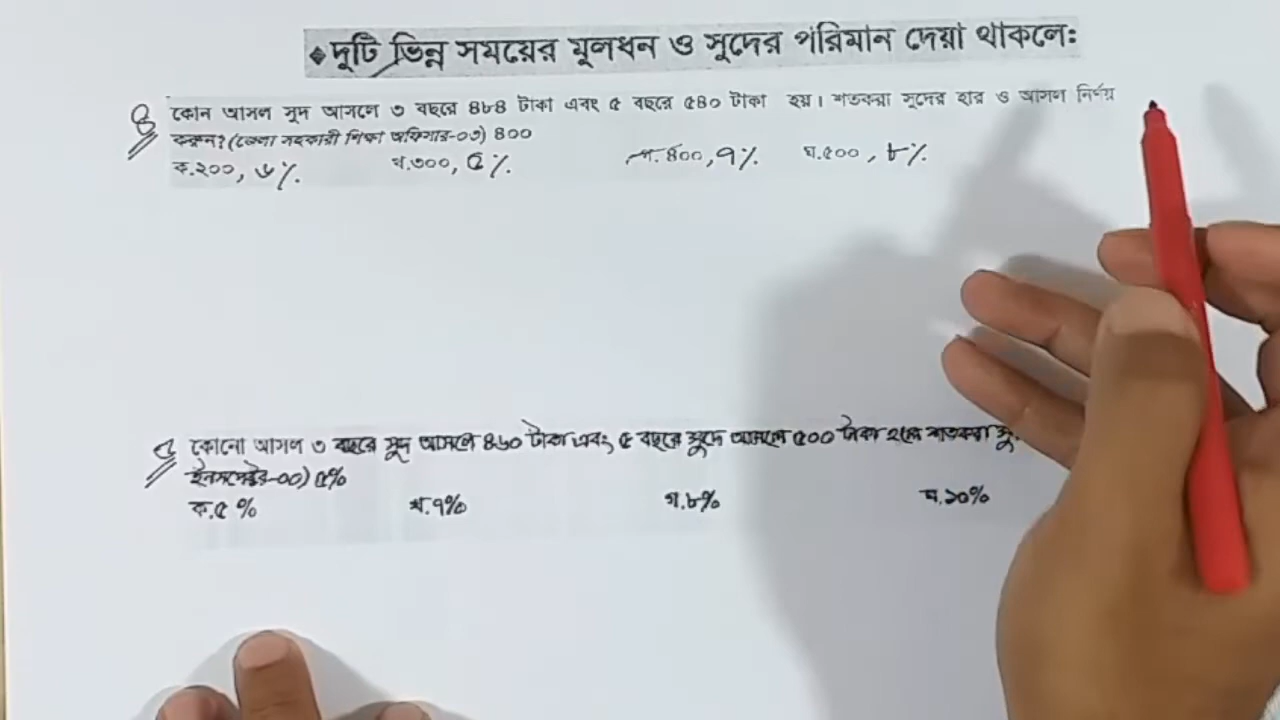 ◆ দুটি ভিন্ন সময়ের মূলধন ও সুদের পরিমান দেয়া থাকলে:
কোন আসল সুদ আসলে ৩ বছরে ৪৮৪ টাকা এবং ৫ বছরে ৫৪০ টাকা হয়। শতকরা সুদের হার ও আসল নির্ণয়
করুন? (জেলা সহকারী শিক্ষা অফিসার-০৩) ৪০০
ক.২০০, ৬%. খ.৩০০, ৫%. গ.৪০০, ৭% ঘ.৫০০, ৮%.
কোনো আসল ৩ বছরে সুদ আসলে ৪৬০ টাকা এবং ৫ বছরে সুদে আসলে ৫০০ টাকা হলে শতকরা সু
ইনসপেক্টর-০০) ৫%
ক.৫ % খ.৭% গ.৮% ঘ.১০%